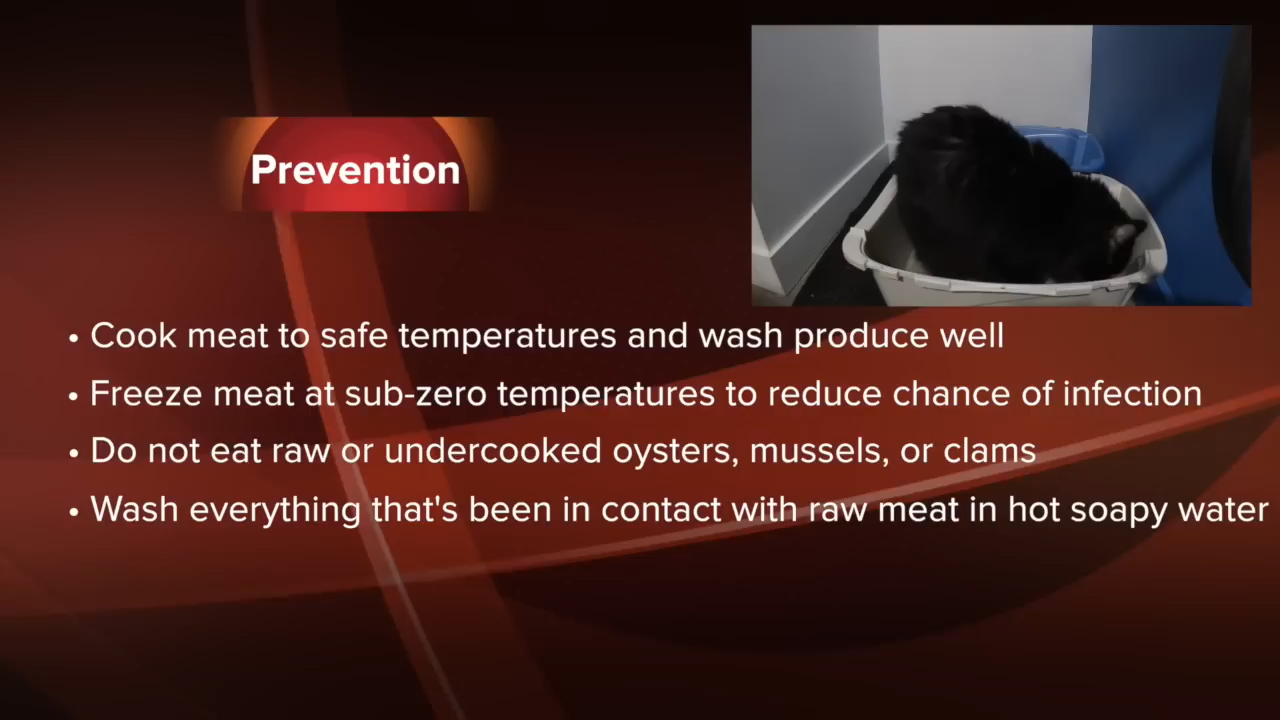 Prevention
• Cook meat to safe temperatures and wash produce well
• Freeze meat at sub-zero temperatures to reduce chance of infection
• Do not eat raw or undercooked oysters, mussels, or clams
• Wash everything that's been in contact with raw meat in hot soapy water